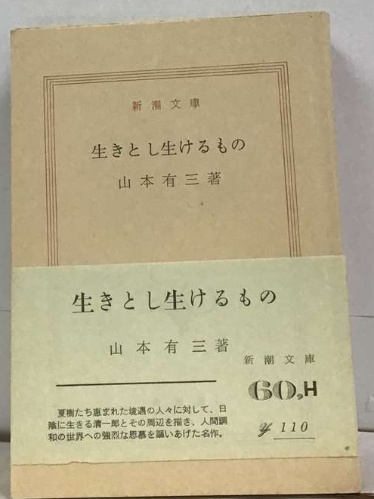 新潮文庫
生きとし生けるもの
山本有三著
生きとし生けるもの
山本有三著
新潮文庫
60,H
¥110
夏樹たち恵まれた境遇の人々に対して、日
陰に生きる清一郎とその周辺を描き、人間調
和の世界への強烈な思慕を謳いあげた名作。